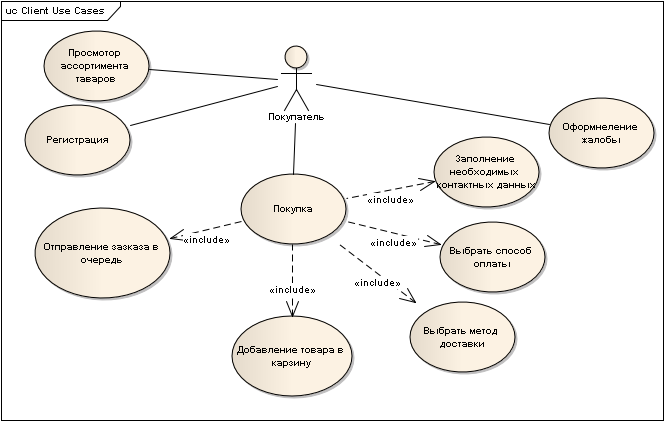 uc Client Use Cases
Просмотор
ассортимента
таваров
Покупатель
Регистрация
Оформнеление
жалобы
Заполнение
необходимых
контактных данных
Покупка
«include»
«include»
«include»
Отправление зазказа в
очередь
Выбрать способ
оплаты
«include»
«include»
Выбрать метод
доставки
Добавление товара в
карзину